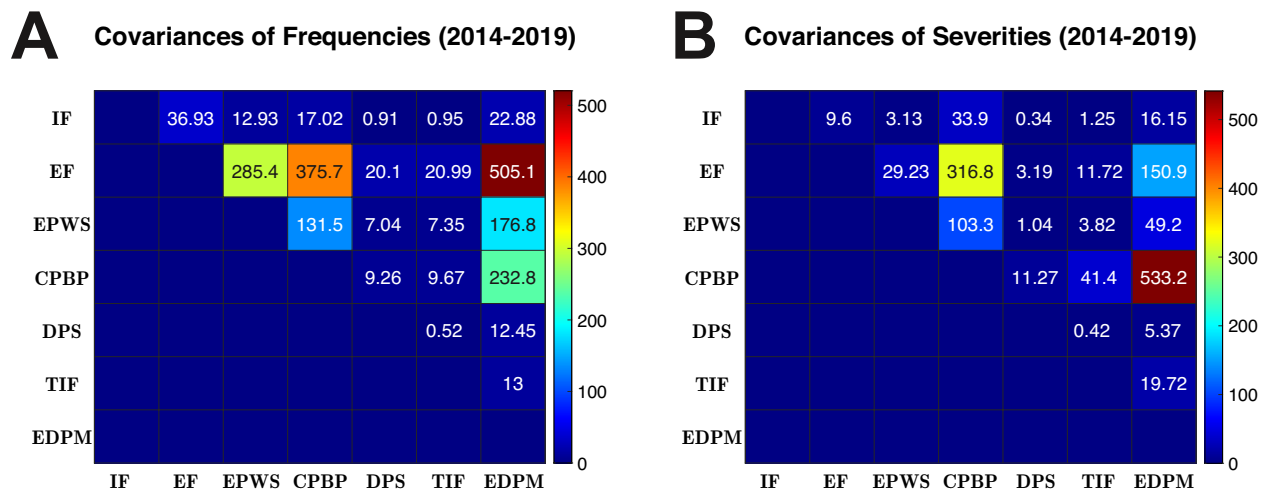 A
Covariances of Frequencies (2014-2019)
IF 36.93 12.93 17.02 0.91 0.95 22.88
EF 285.4 375.7 20.1 20.99 505.1
EPWS 131.5 7.04 7.35 176.8
CPBP 9.26 9.67 232.8
DPS 0.52 12.45
TIF 13
EDPM
IF EF EPWS CPBP DPS TIF EDPM
500
400
300
200
100
0
B
Covariances of Severities (2014-2019)
IF 9.6 3.13 33.9 0.34 1.25 16.15
EF 29.23 316.8 3.19 11.72 150.9
EPWS 103.3 1.04 3.82 49.2
CPBP 11.27 41.4 533.2
DPS 0.42 5.37
TIF 19.72
EDPM
IF EF EPWS CPBP DPS TIF EDPM
500
400
300
200
100
0